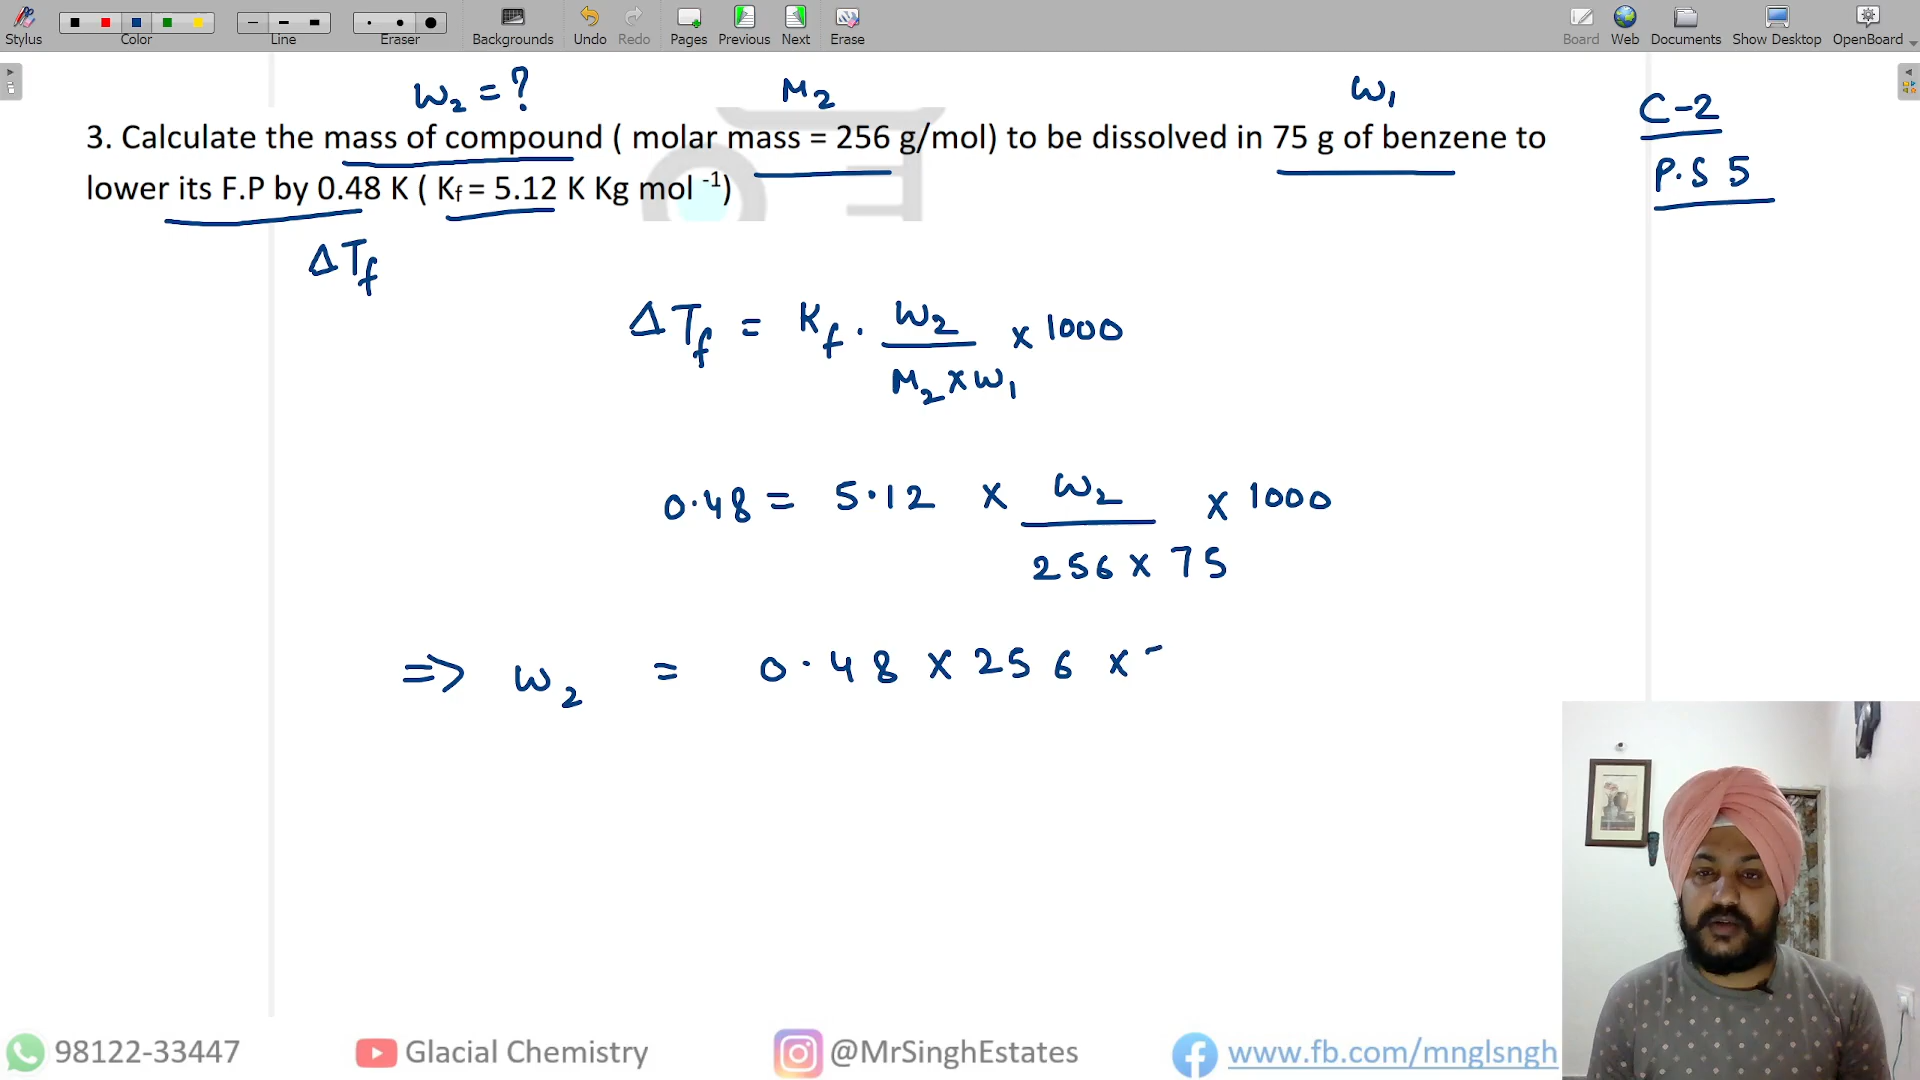 Stylus Color Line Eraser Backgrounds Undo Redo Pages Previous Next Erase Board Web Documents Show Desktop OpenBoard
W₂ = ? M₂ W₁
3. Calculate the mass of compound ( molar mass = 256 g/mol) to be dissolved in 75 g of benzene to
lower its F.P by 0.48 K ( Kf = 5.12 K Kg mol ⁻¹)
C-2
P.S 5
ΔTf
ΔTf = Kf . W₂ × 1000
M₂ × W₁
0.48 = 5.12 × W₂ × 1000
256 × 75
=> W₂ = 0.48 × 256 ×
98122-33447 Glacial Chemistry @MrSinghEstates www.fb.com/mnglsngh